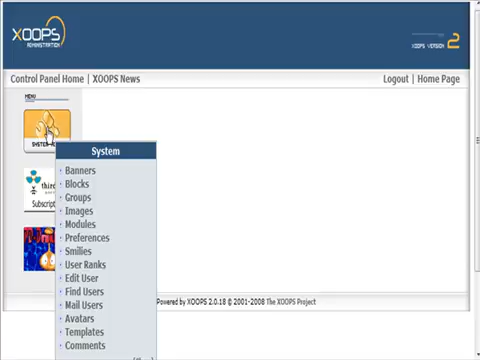 XOOPS
ADMINISTRATION
XOOPS VERSION 2
Control Panel Home | XOOPS News
Logout | Home Page
MENU
System
Banners
Blocks
Groups
Images
Modules
Preferences
Smilies
User Ranks
Edit User
Find Users
Mail Users
Avatars
Templates
Comments
Subscript
Powered by XOOPS 2.0.18 © 2001-2008 The XOOPS Project